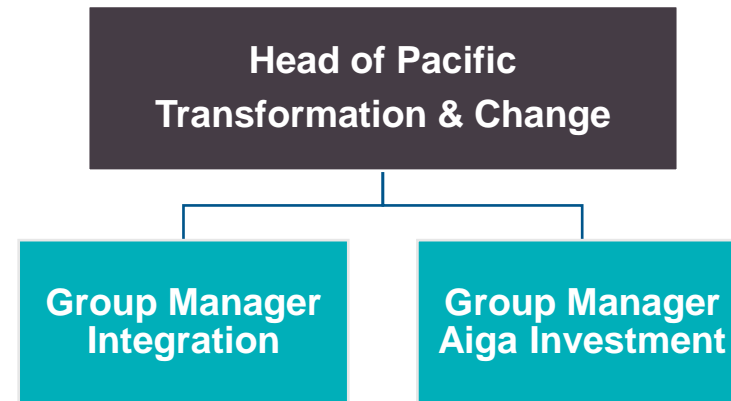 Head of Pacific
Transformation & Change
Group Manager
Integration
Group Manager
Aiga Investment